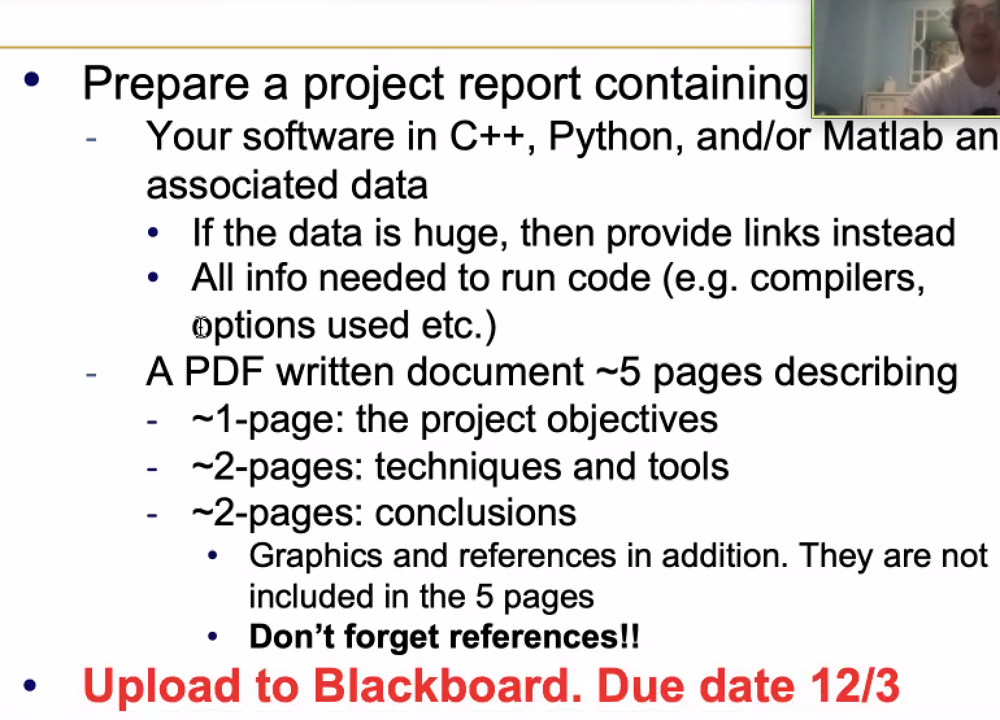 Prepare a project report containing
- Your software in C++, Python, and/or Matlab an
associated data
• If the data is huge, then provide links instead
• All info needed to run code (e.g. compilers,
options used etc.)
- A PDF written document ~5 pages describing
- ~1-page: the project objectives
- ~2-pages: techniques and tools
- ~2-pages: conclusions
• Graphics and references in addition. They are not
included in the 5 pages
• Don't forget references!!
• Upload to Blackboard. Due date 12/3